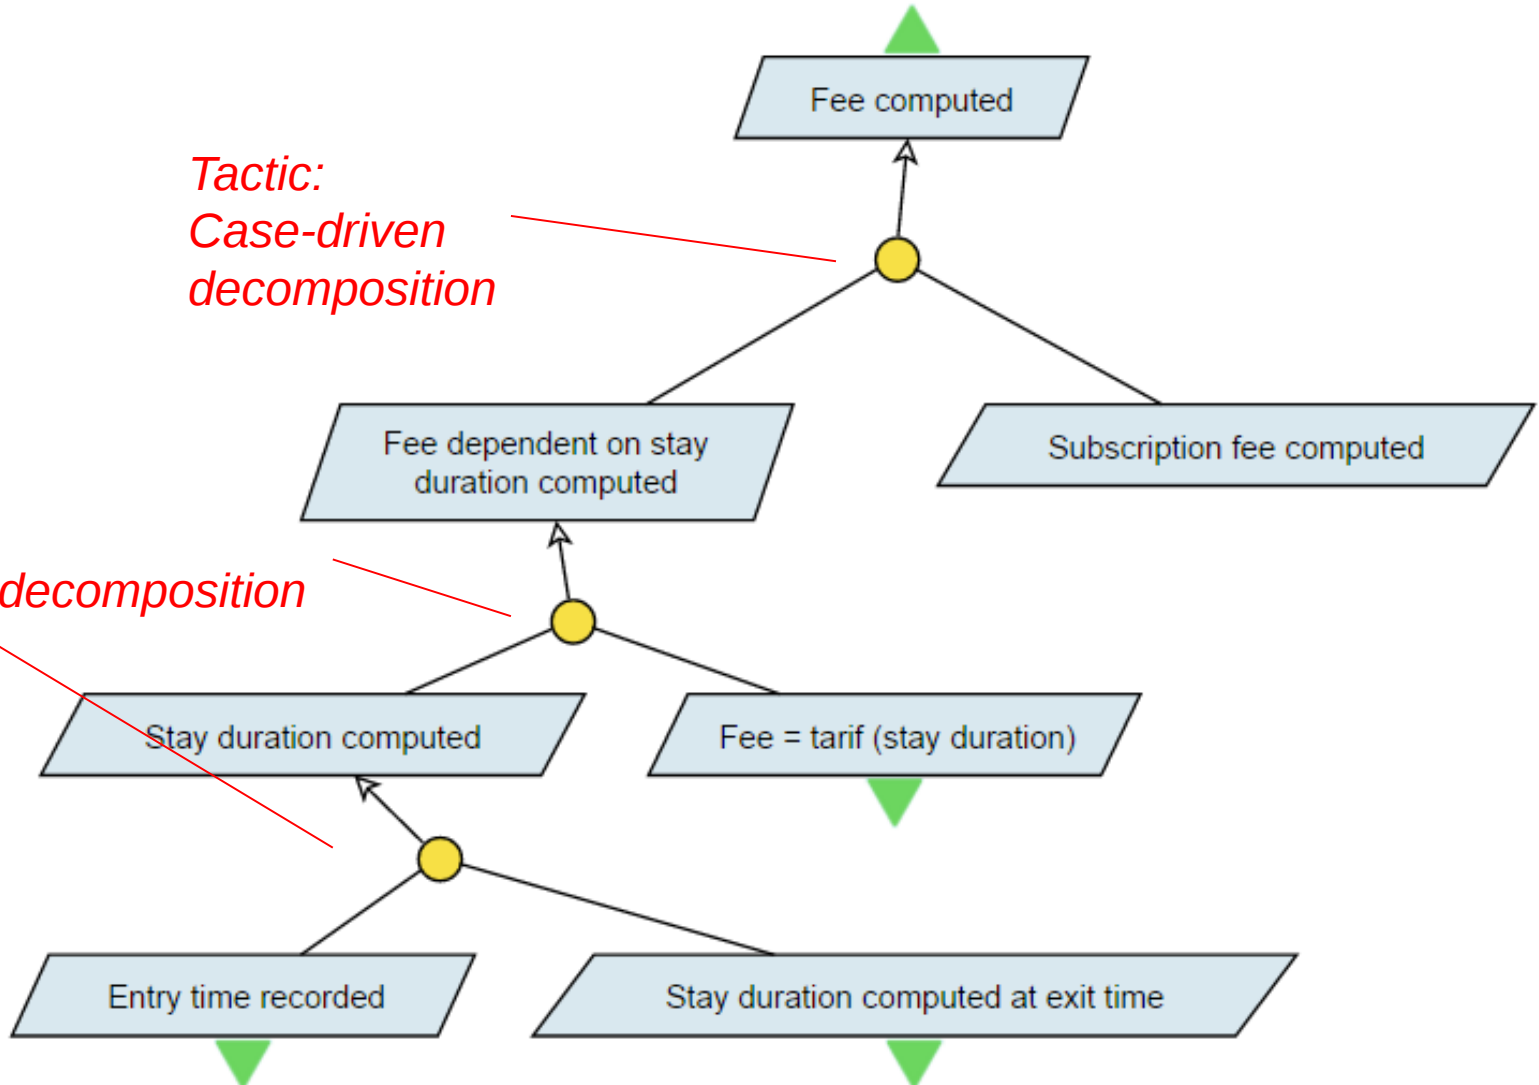 Fee computed
Tactic:
Case-driven
decomposition
Fee dependent on stay
duration computed
Subscription fee computed
decomposition
Stay duration computed
Fee = tarif (stay duration)
Entry time recorded
Stay duration computed at exit time